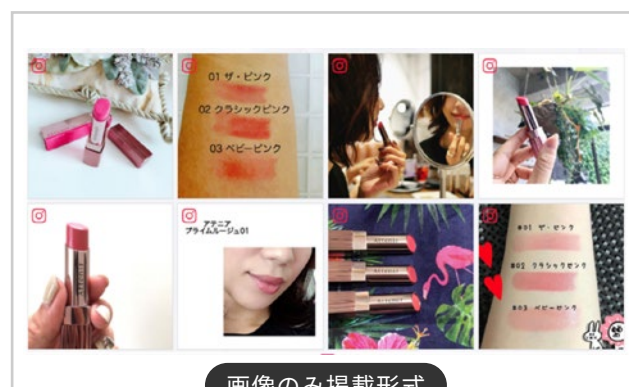 01 ザ・ピンク
02 クラシックピンク
03 ベビーピンク
アテニア
プライムルージュ01
#01 ザ・ピンク
#02 クラシックピンク
#03 ベビーピンク
画像のみ掲載形式